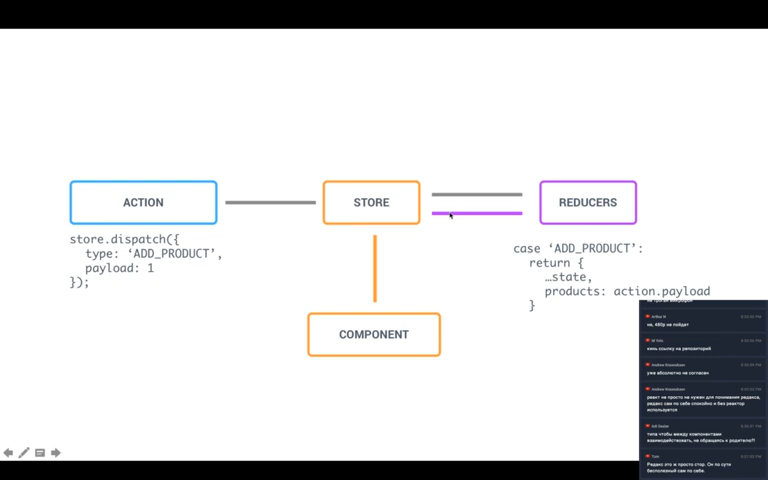 ACTION
STORE
REDUCERS
store.dispatch({
type: ‘ADD_PRODUCT’,
payload: 1
});
case ‘ADD_PRODUCT’:
return {
…state,
products: action.payload
}
COMPONENT
не, 480р не пойдет
кинь ссылку на репозиторий
уже абсолютно не согласен
реакт не просто не нужен для понимания редакса,
редакс сам по себе спокойно и без реактор
используется
типа чтобы между компонентами
взаимодействовать, не обращаясь к родителю?!
Tom
Редакс это ж просто стор. Он по сути
бесполезный сам по себе.